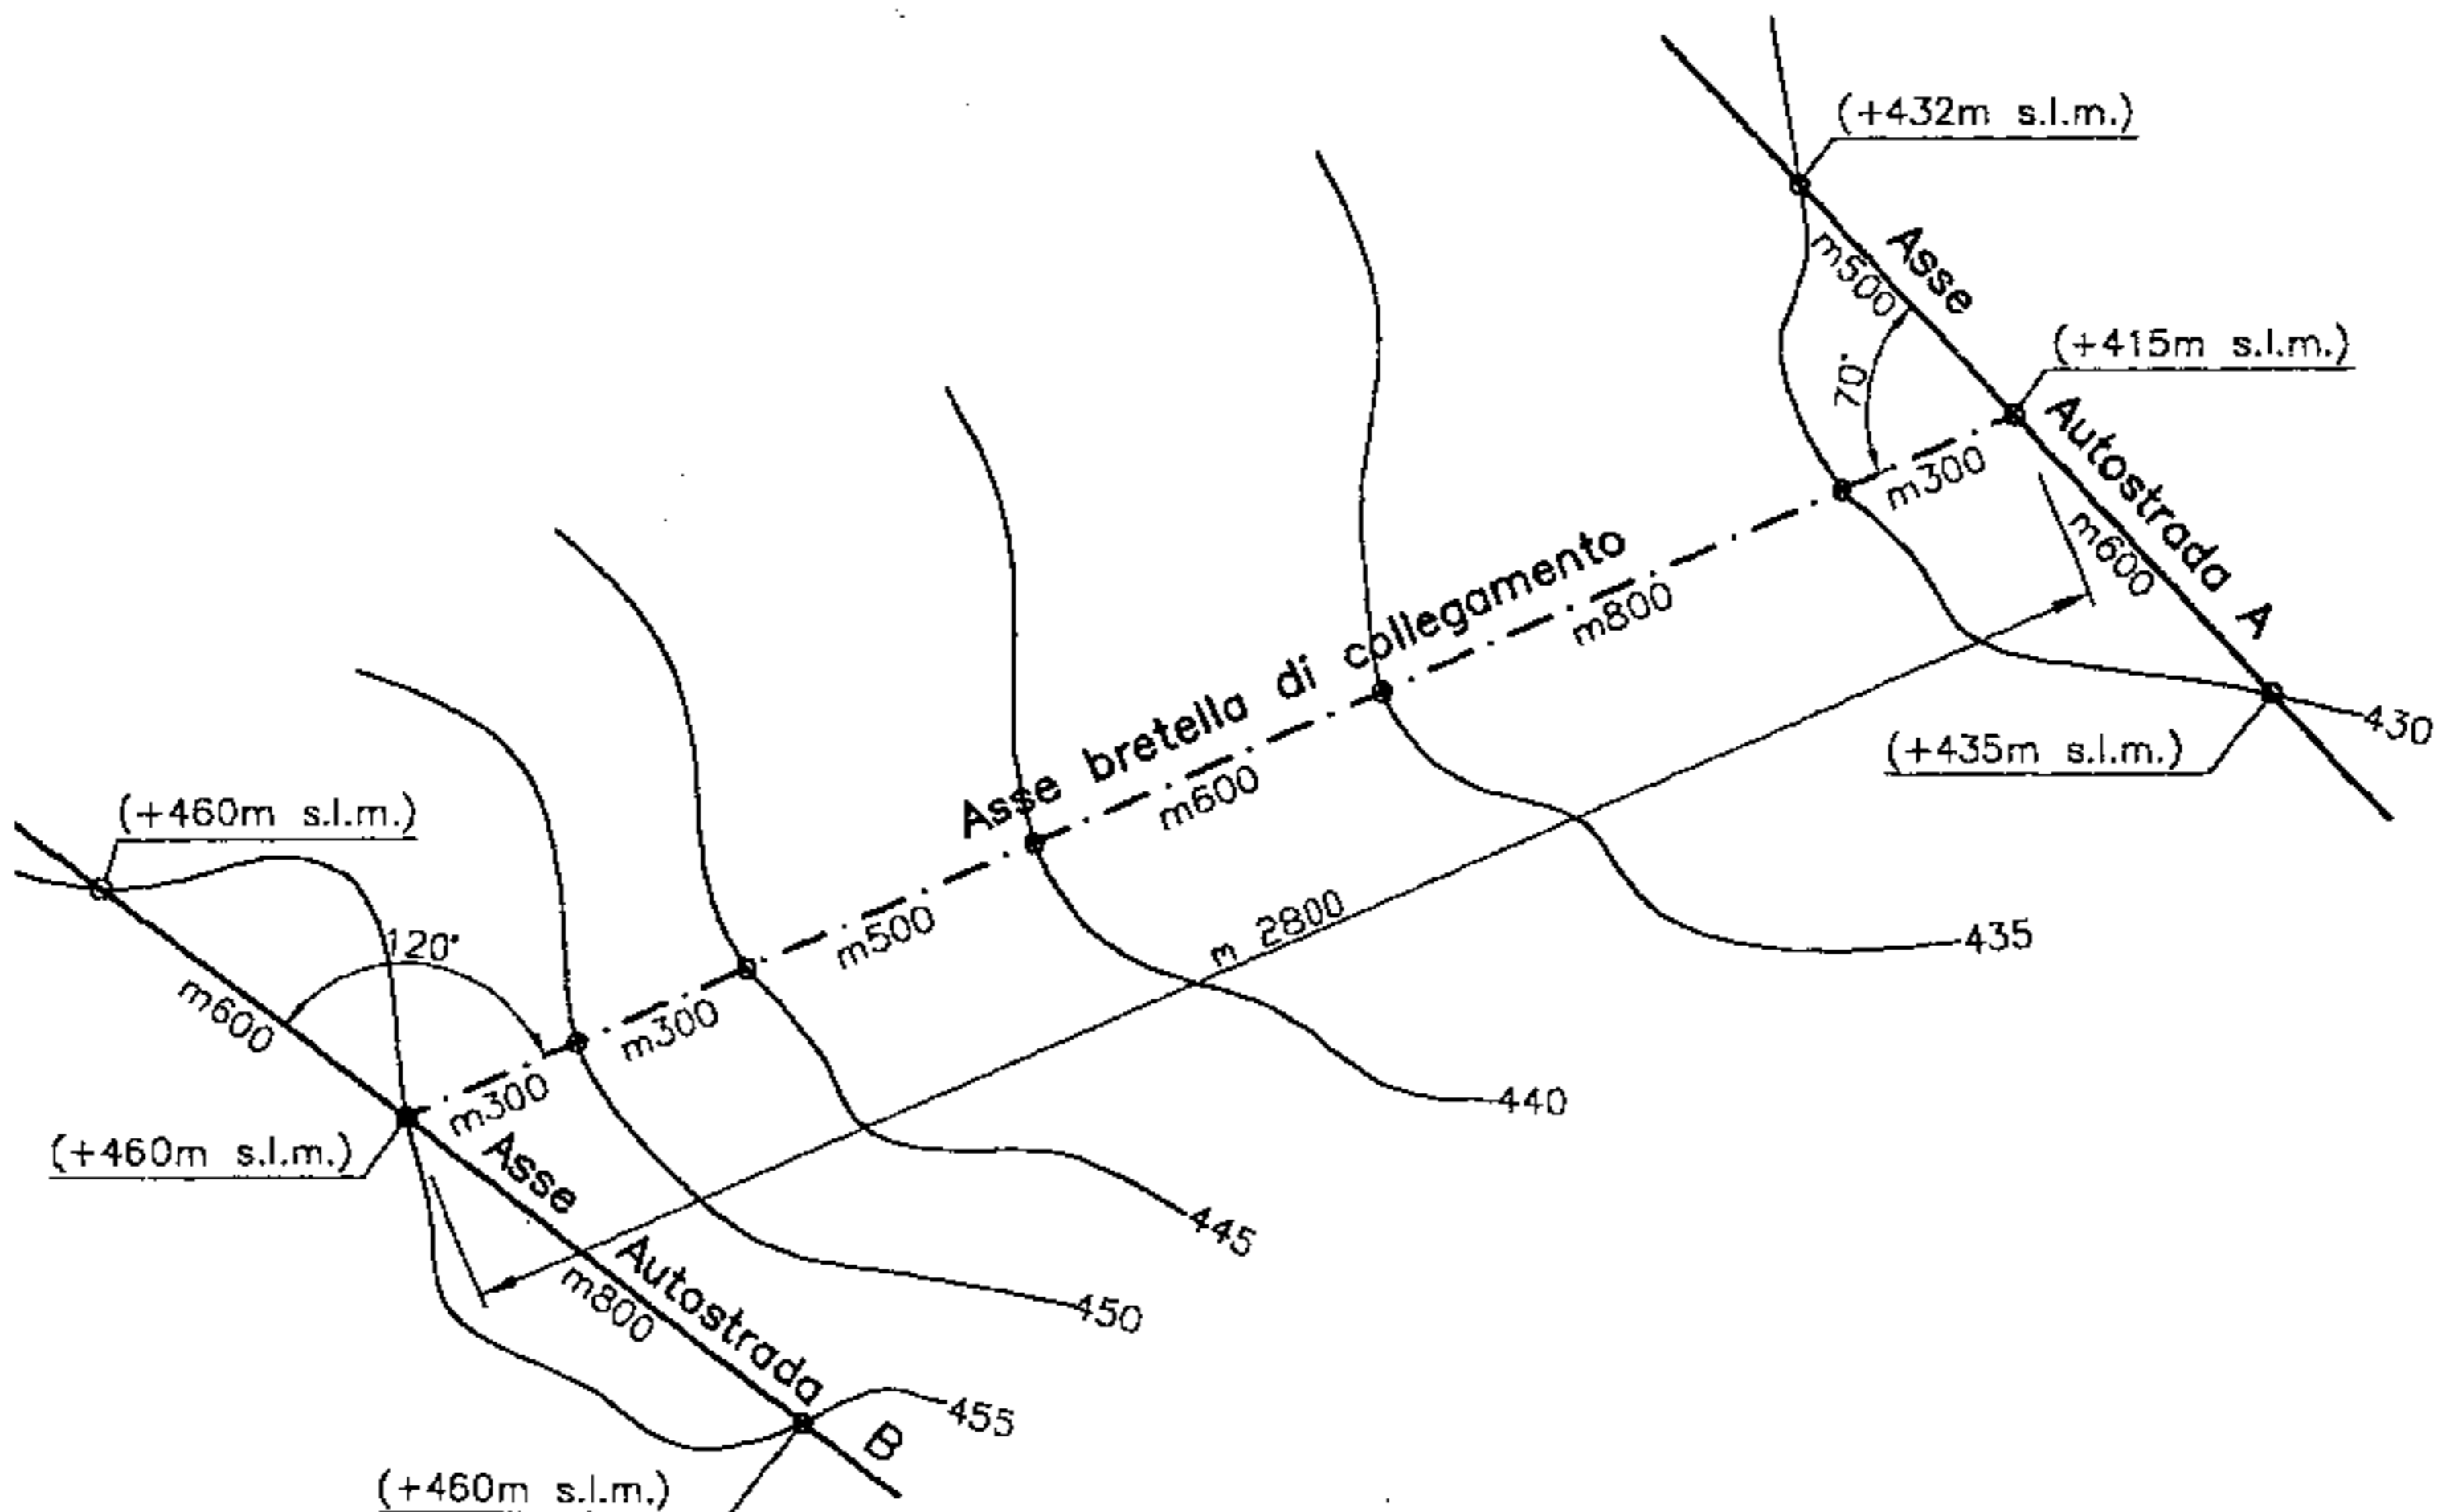 (+432m s.l.m.)
Asse
m500
(+415m s.l.m.)
70°
Autostrada A
m300
m600
Asse bretella di collegamento
m800
430
(+435m s.l.m.)
m600
(+460m s.l.m.)
m500
m 2800
435
120°
m600
m300
m300
440
(+460m s.l.m.)
Asse Autostrada B
445
m800
450
455
(+460m s.l.m.)